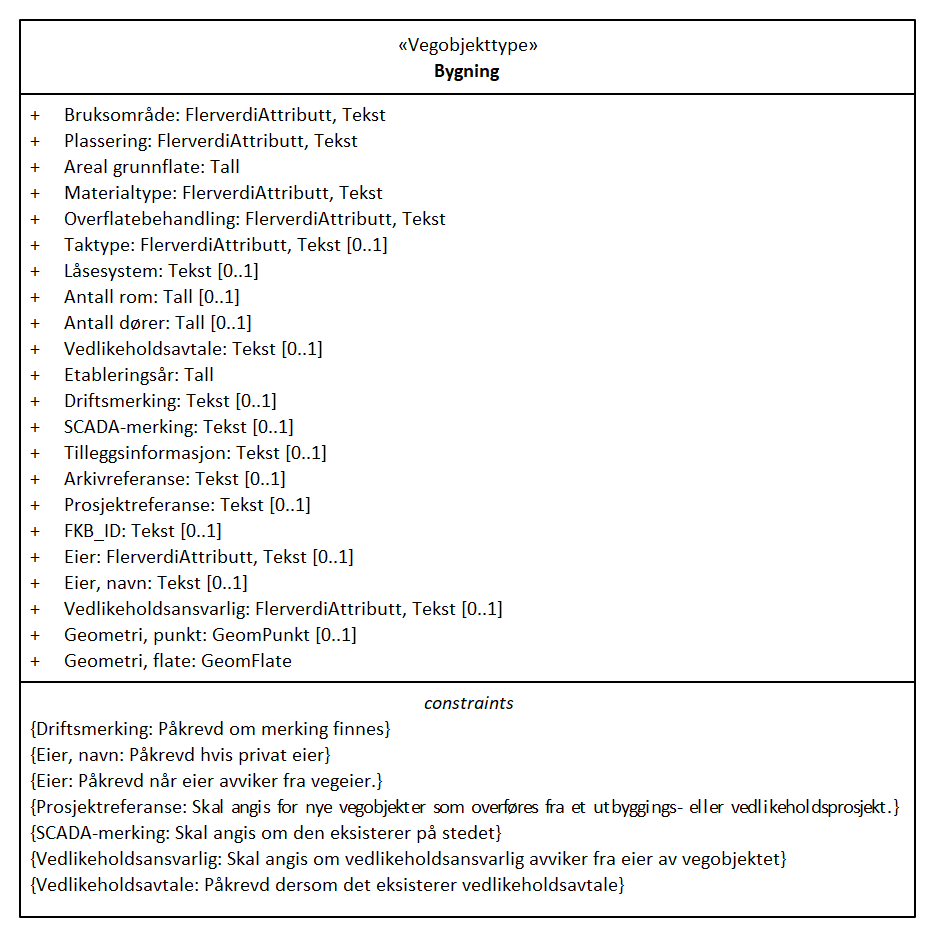 «Vegobjekttype»
Bygning
+ Bruksområde: FlerverdiAttributt, Tekst
+ Plassering: FlerverdiAttributt, Tekst
+ Areal grunnflate: Tall
+ Materialtype: FlerverdiAttributt, Tekst
+ Overflatebehandling: FlerverdiAttributt, Tekst
+ Taktype: FlerverdiAttributt, Tekst [0..1]
+ Låsesystem: Tekst [0..1]
+ Antall rom: Tall [0..1]
+ Antall dører: Tall [0..1]
+ Vedlikeholdsavtale: Tekst [0..1]
+ Etableringsår: Tall
+ Driftsmerking: Tekst [0..1]
+ SCADA-merking: Tekst [0..1]
+ Tilleggsinformasjon: Tekst [0..1]
+ Arkivreferanse: Tekst [0..1]
+ Prosjektreferanse: Tekst [0..1]
+ FKB_ID: Tekst [0..1]
+ Eier: FlerverdiAttributt, Tekst [0..1]
+ Eier, navn: Tekst [0..1]
+ Vedlikeholdsansvarlig: FlerverdiAttributt, Tekst [0..1]
+ Geometri, punkt: GeomPunkt [0..1]
+ Geometri, flate: GeomFlate
constraints
{Driftsmerking: Påkrevd om merking finnes}
{Eier, navn: Påkrevd hvis privat eier}
{Eier: Påkrevd når eier avviker fra vegeier.}
{Prosjektreferanse: Skal angis for nye vegobjekter som overføres fra et utbyggings- eller vedlikeholdsprosjekt.}
{SCADA-merking: Skal angis om den eksisterer på stedet}
{Vedlikeholdsansvarlig: Skal angis om vedlikeholdsansvarlig avviker fra eier av vegobjektet}
{Vedlikeholdsavtale: Påkrevd dersom det eksisterer vedlikeholdsavtale}